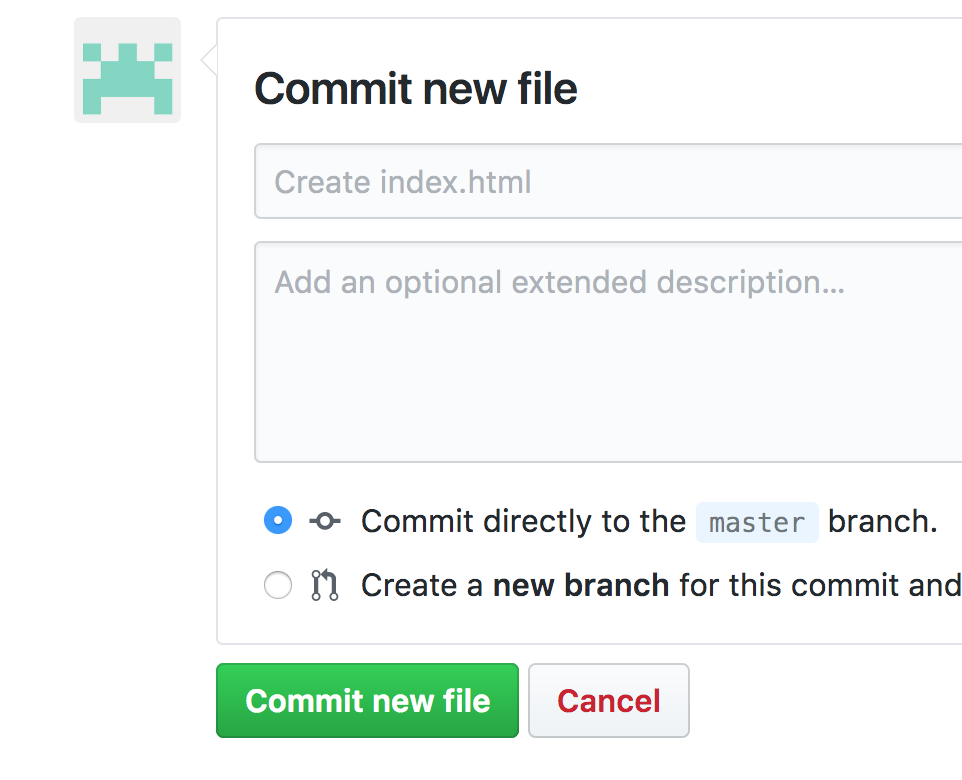 Commit new file
Create index.html
Add an optional extended description…
Commit directly to the master branch.
Create a new branch for this commit and
Commit new file
Cancel